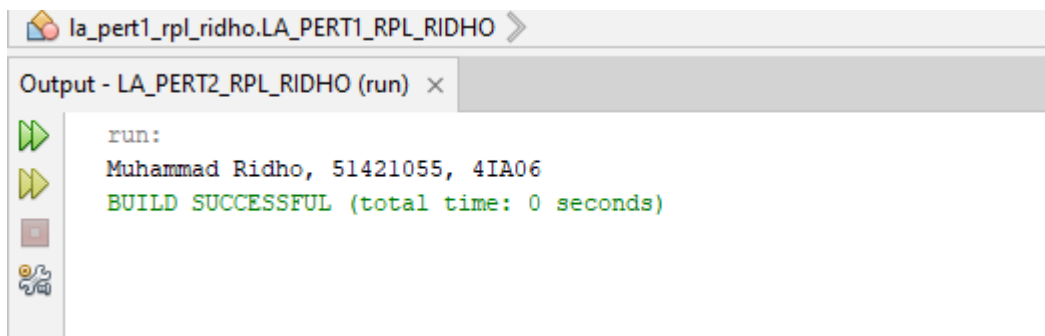 la_pert1_rpl_ridho.LA_PERT1_RPL_RIDHO
Output - LA_PERT2_RPL_RIDHO (run) ×
run:
Muhammad Ridho, 51421055, 4IA06
BUILD SUCCESSFUL (total time: 0 seconds)